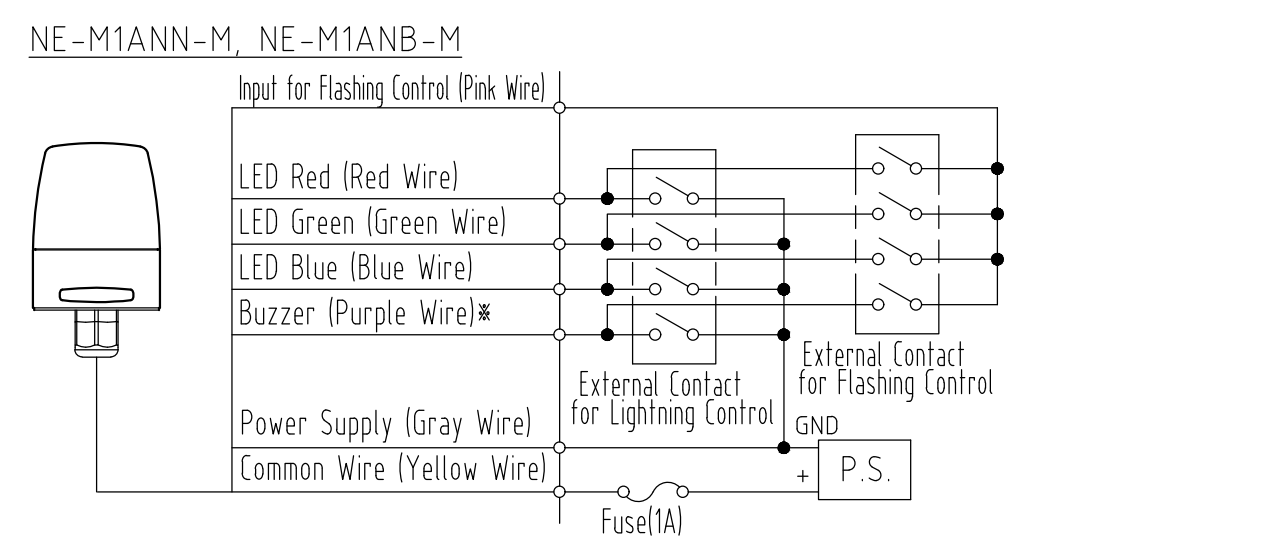 NE-M1ANN-M, NE-M1ANB-M
Input for Flashing Control (Pink Wire)
LED Red (Red Wire)
LED Green (Green Wire)
LED Blue (Blue Wire)
Buzzer (Purple Wire)※
External Contact
for Flashing Control
External Contact
for Lightning Control
Power Supply (Gray Wire)
GND
Common Wire (Yellow Wire)
+
P.S.
Fuse(1A)